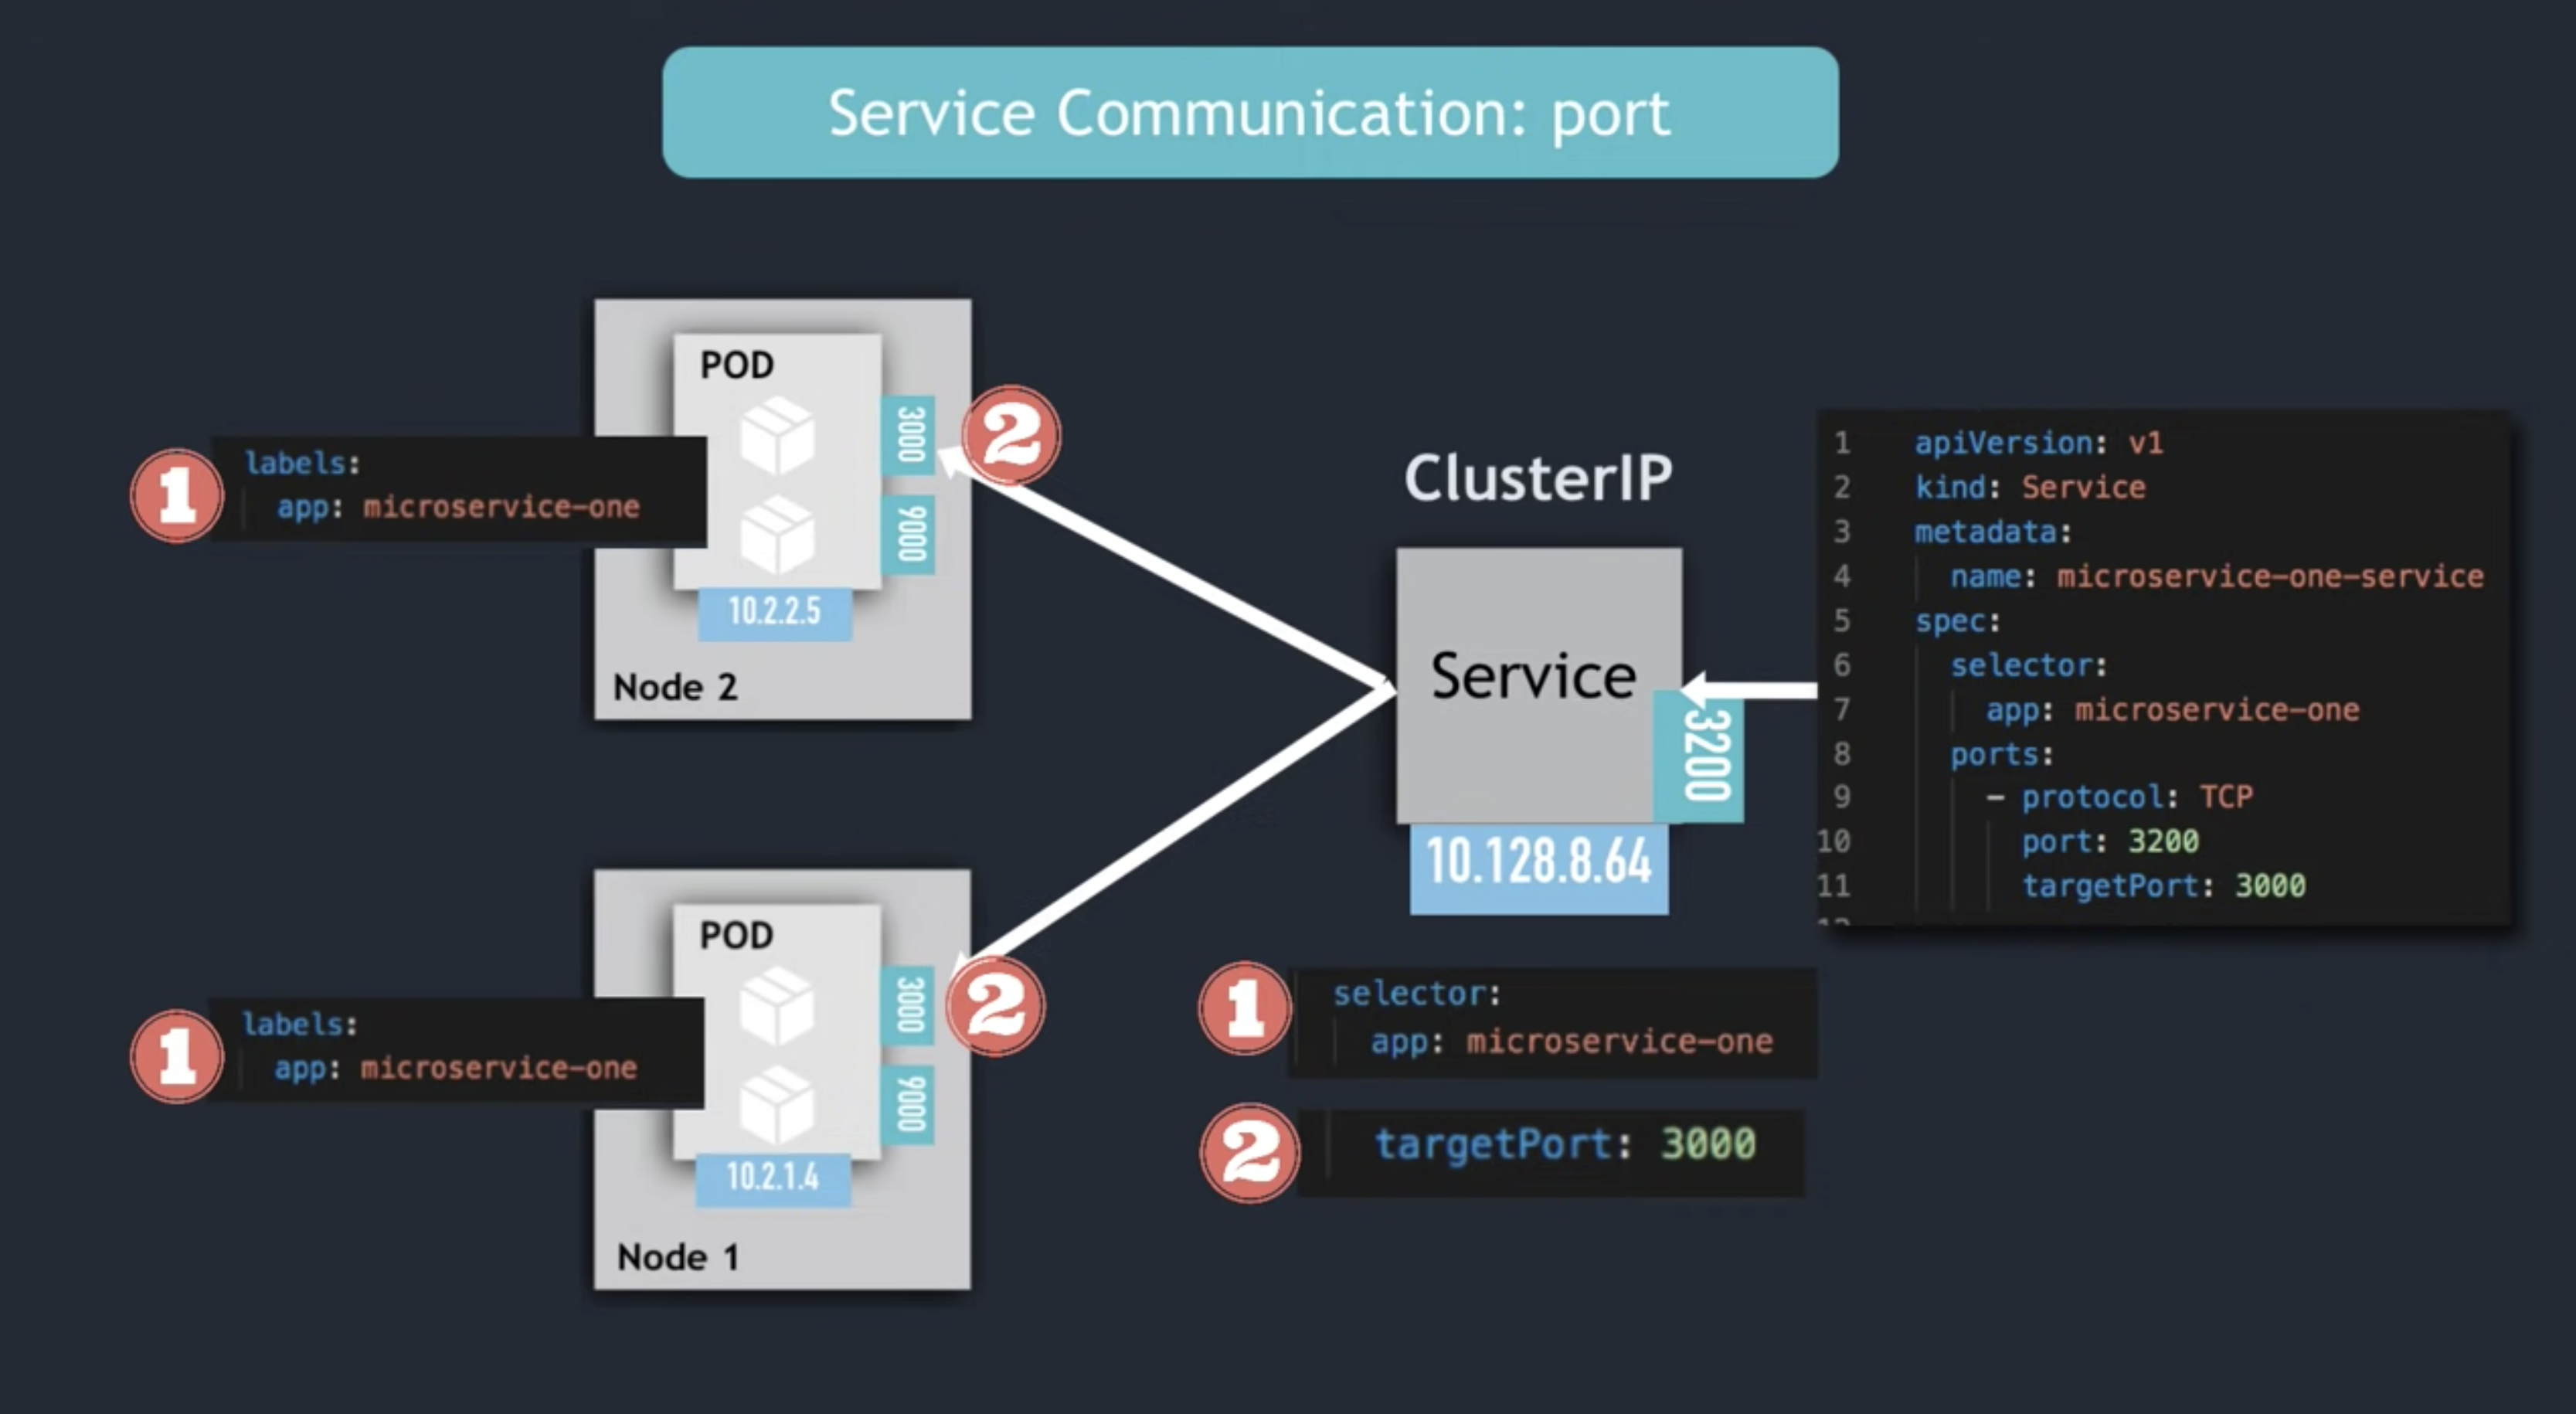 Service Communication: port
POD
3000
9000
10.2.2.5
Node 2
1
labels:
app: microservice-one
2
POD
3000
9000
10.2.1.4
Node 1
1
labels:
app: microservice-one
2
ClusterIP
Service
3200
10.128.8.64
1
selector:
app: microservice-one
2
targetPort: 3000
1 apiVersion: v1
2 kind: Service
3 metadata:
4 name: microservice-one-service
5 spec:
6 selector:
7 app: microservice-one
8 ports:
9 - protocol: TCP
10 port: 3200
11 targetPort: 3000